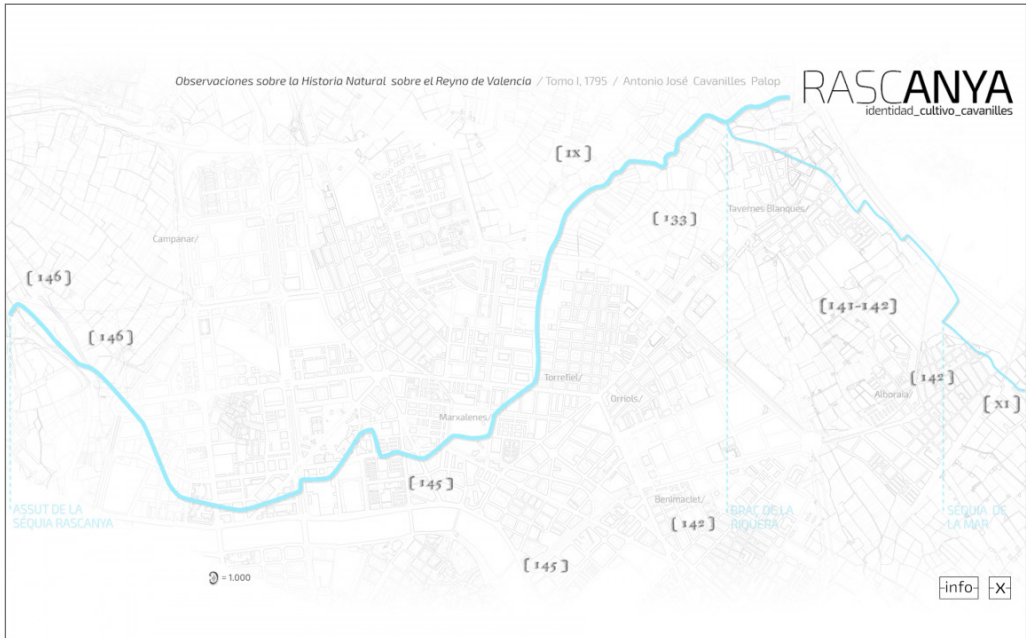 Observaciones sobre la Historia Natural sobre el Reyno de Valencia / Tomo I, 1795 / Antonio José Cavanilles Palop
RASCANYA
identidad_cultivo_cavanilles
[ IX ]
[ 133 ]
Tavernes Blanques/
Campanar/
[ 146 ]
[141-142]
[ 146 ]
Torrefiel/
[ 142 ]
Orriols/
Alboraia/
[ XI ]
Marxalenes/
[ 145 ]
Benimaclet/
ASSUT DE LA
SÉQUIA RASCANYA
BRAÇ DE LA
RIQUERA
SÉQUIA DE
LA MAR
[ 142 ]
[ 145 ]
= 1.000
info
X